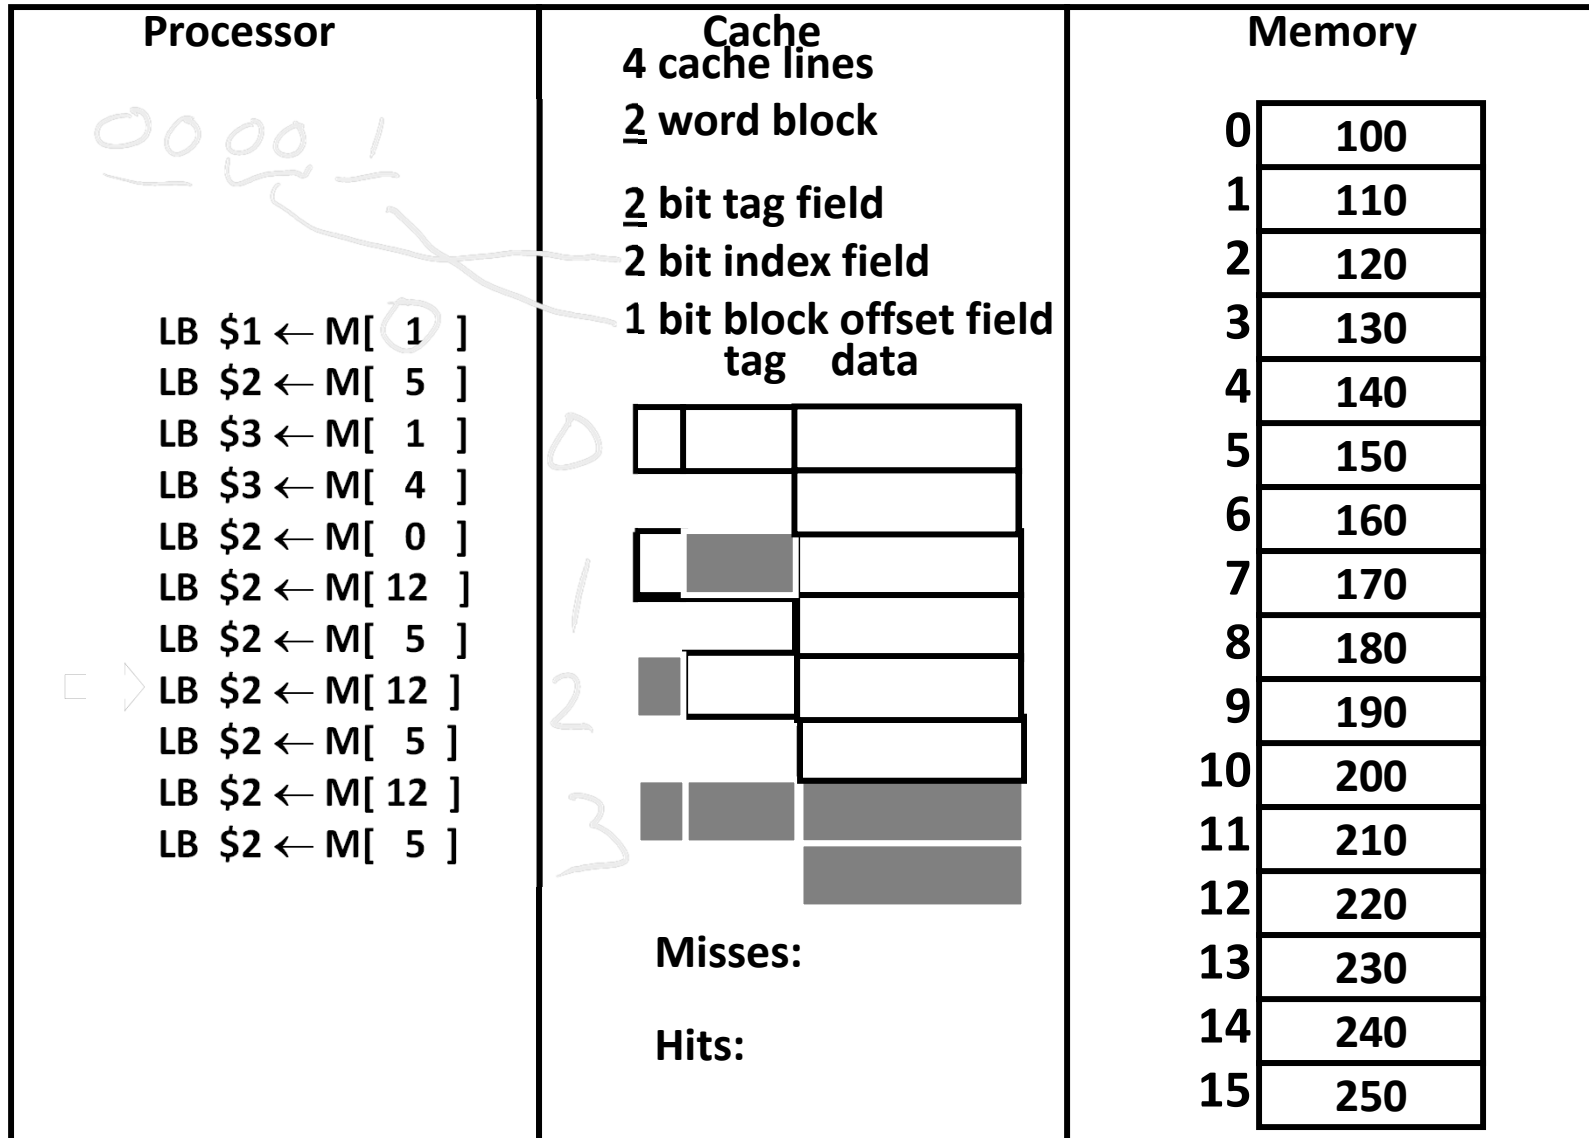 Processor
0 0 0 0 1
LB $1 ← M[ 1 ]
LB $2 ← M[ 5 ]
LB $3 ← M[ 1 ]
LB $3 ← M[ 4 ]
LB $2 ← M[ 0 ]
LB $2 ← M[ 12 ]
LB $2 ← M[ 5 ]
LB $2 ← M[ 12 ]
LB $2 ← M[ 5 ]
LB $2 ← M[ 12 ]
LB $2 ← M[ 5 ]
Cache
4 cache lines
2 word block
2 bit tag field
2 bit index field
1 bit block offset field
tag data
0
1
2
3
Misses:
Hits:
Memory
0 100
1 110
2 120
3 130
4 140
5 150
6 160
7 170
8 180
9 190
10 200
11 210
12 220
13 230
14 240
15 250